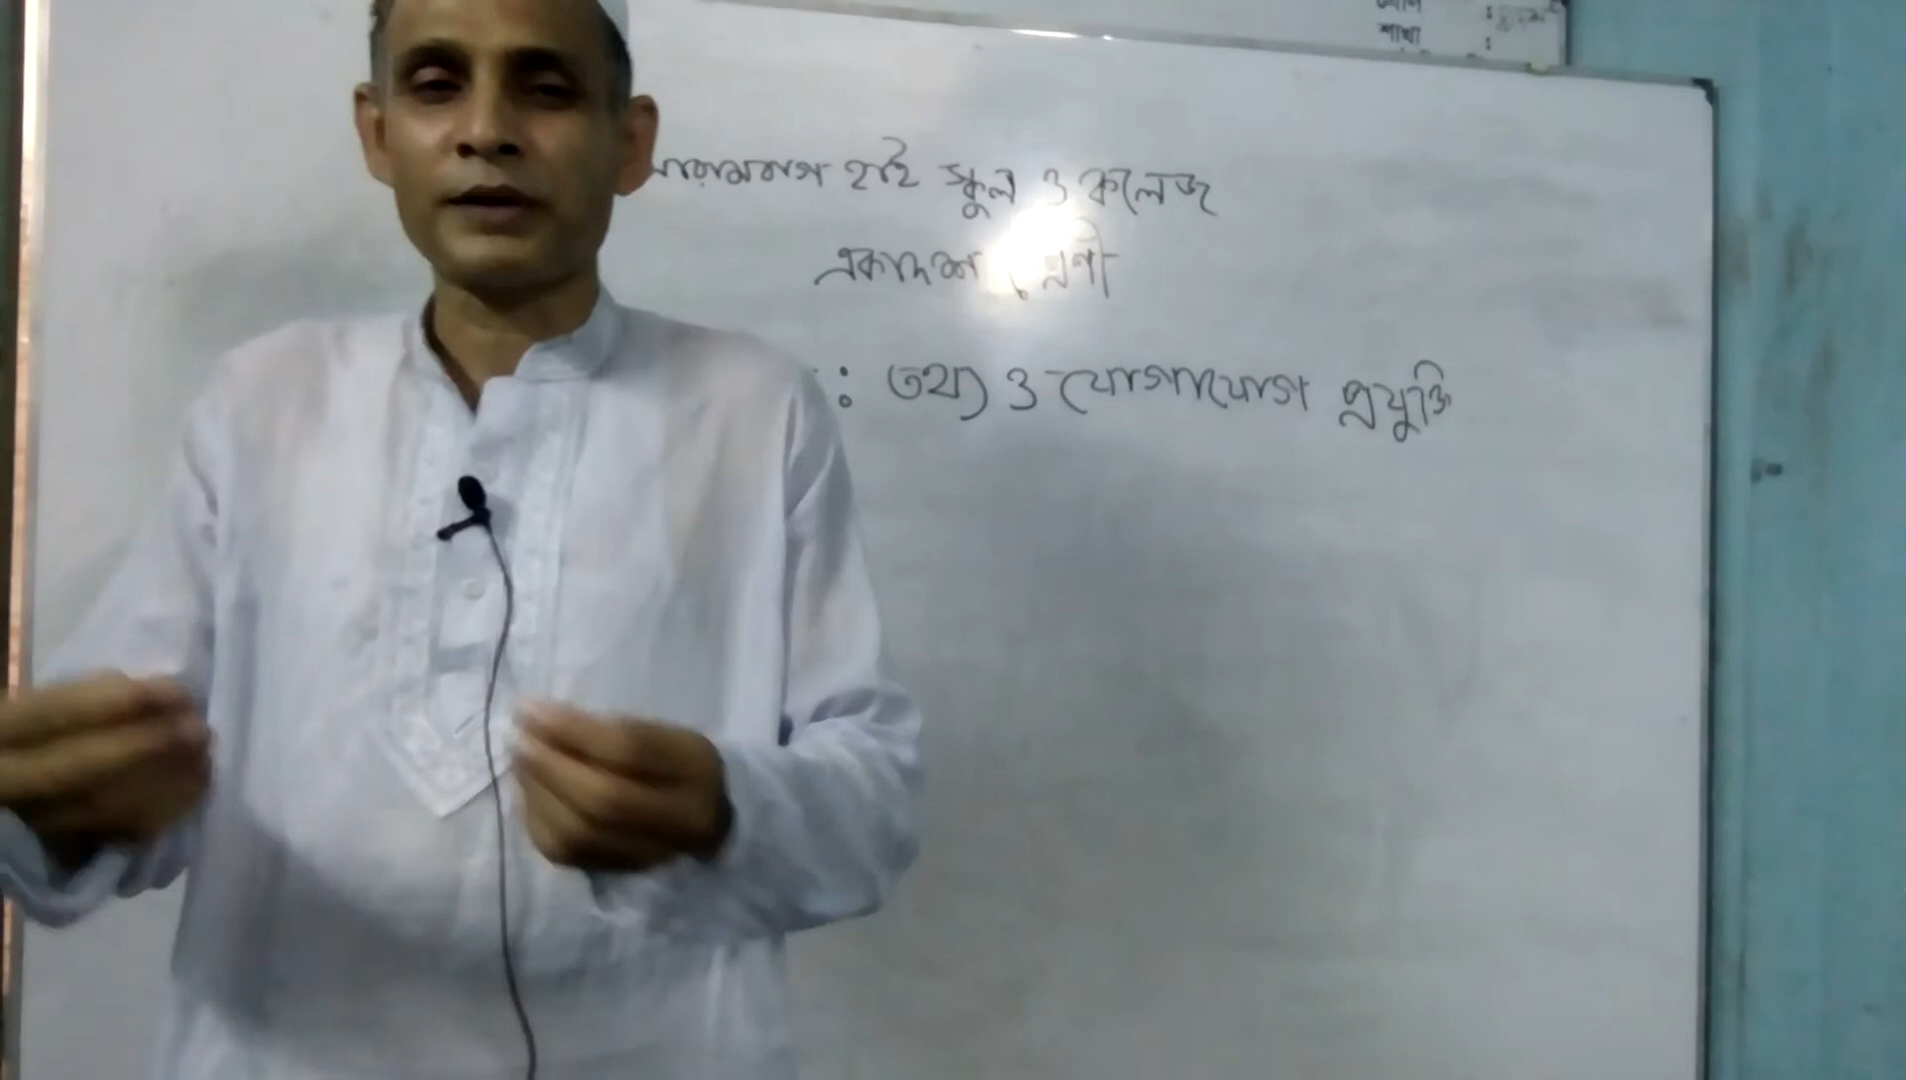 শাখা :
হাই স্কুল ও কলেজ
একাদশ শ্রেণী
: তথ্য ও যোগাযোগ প্রযুক্তি